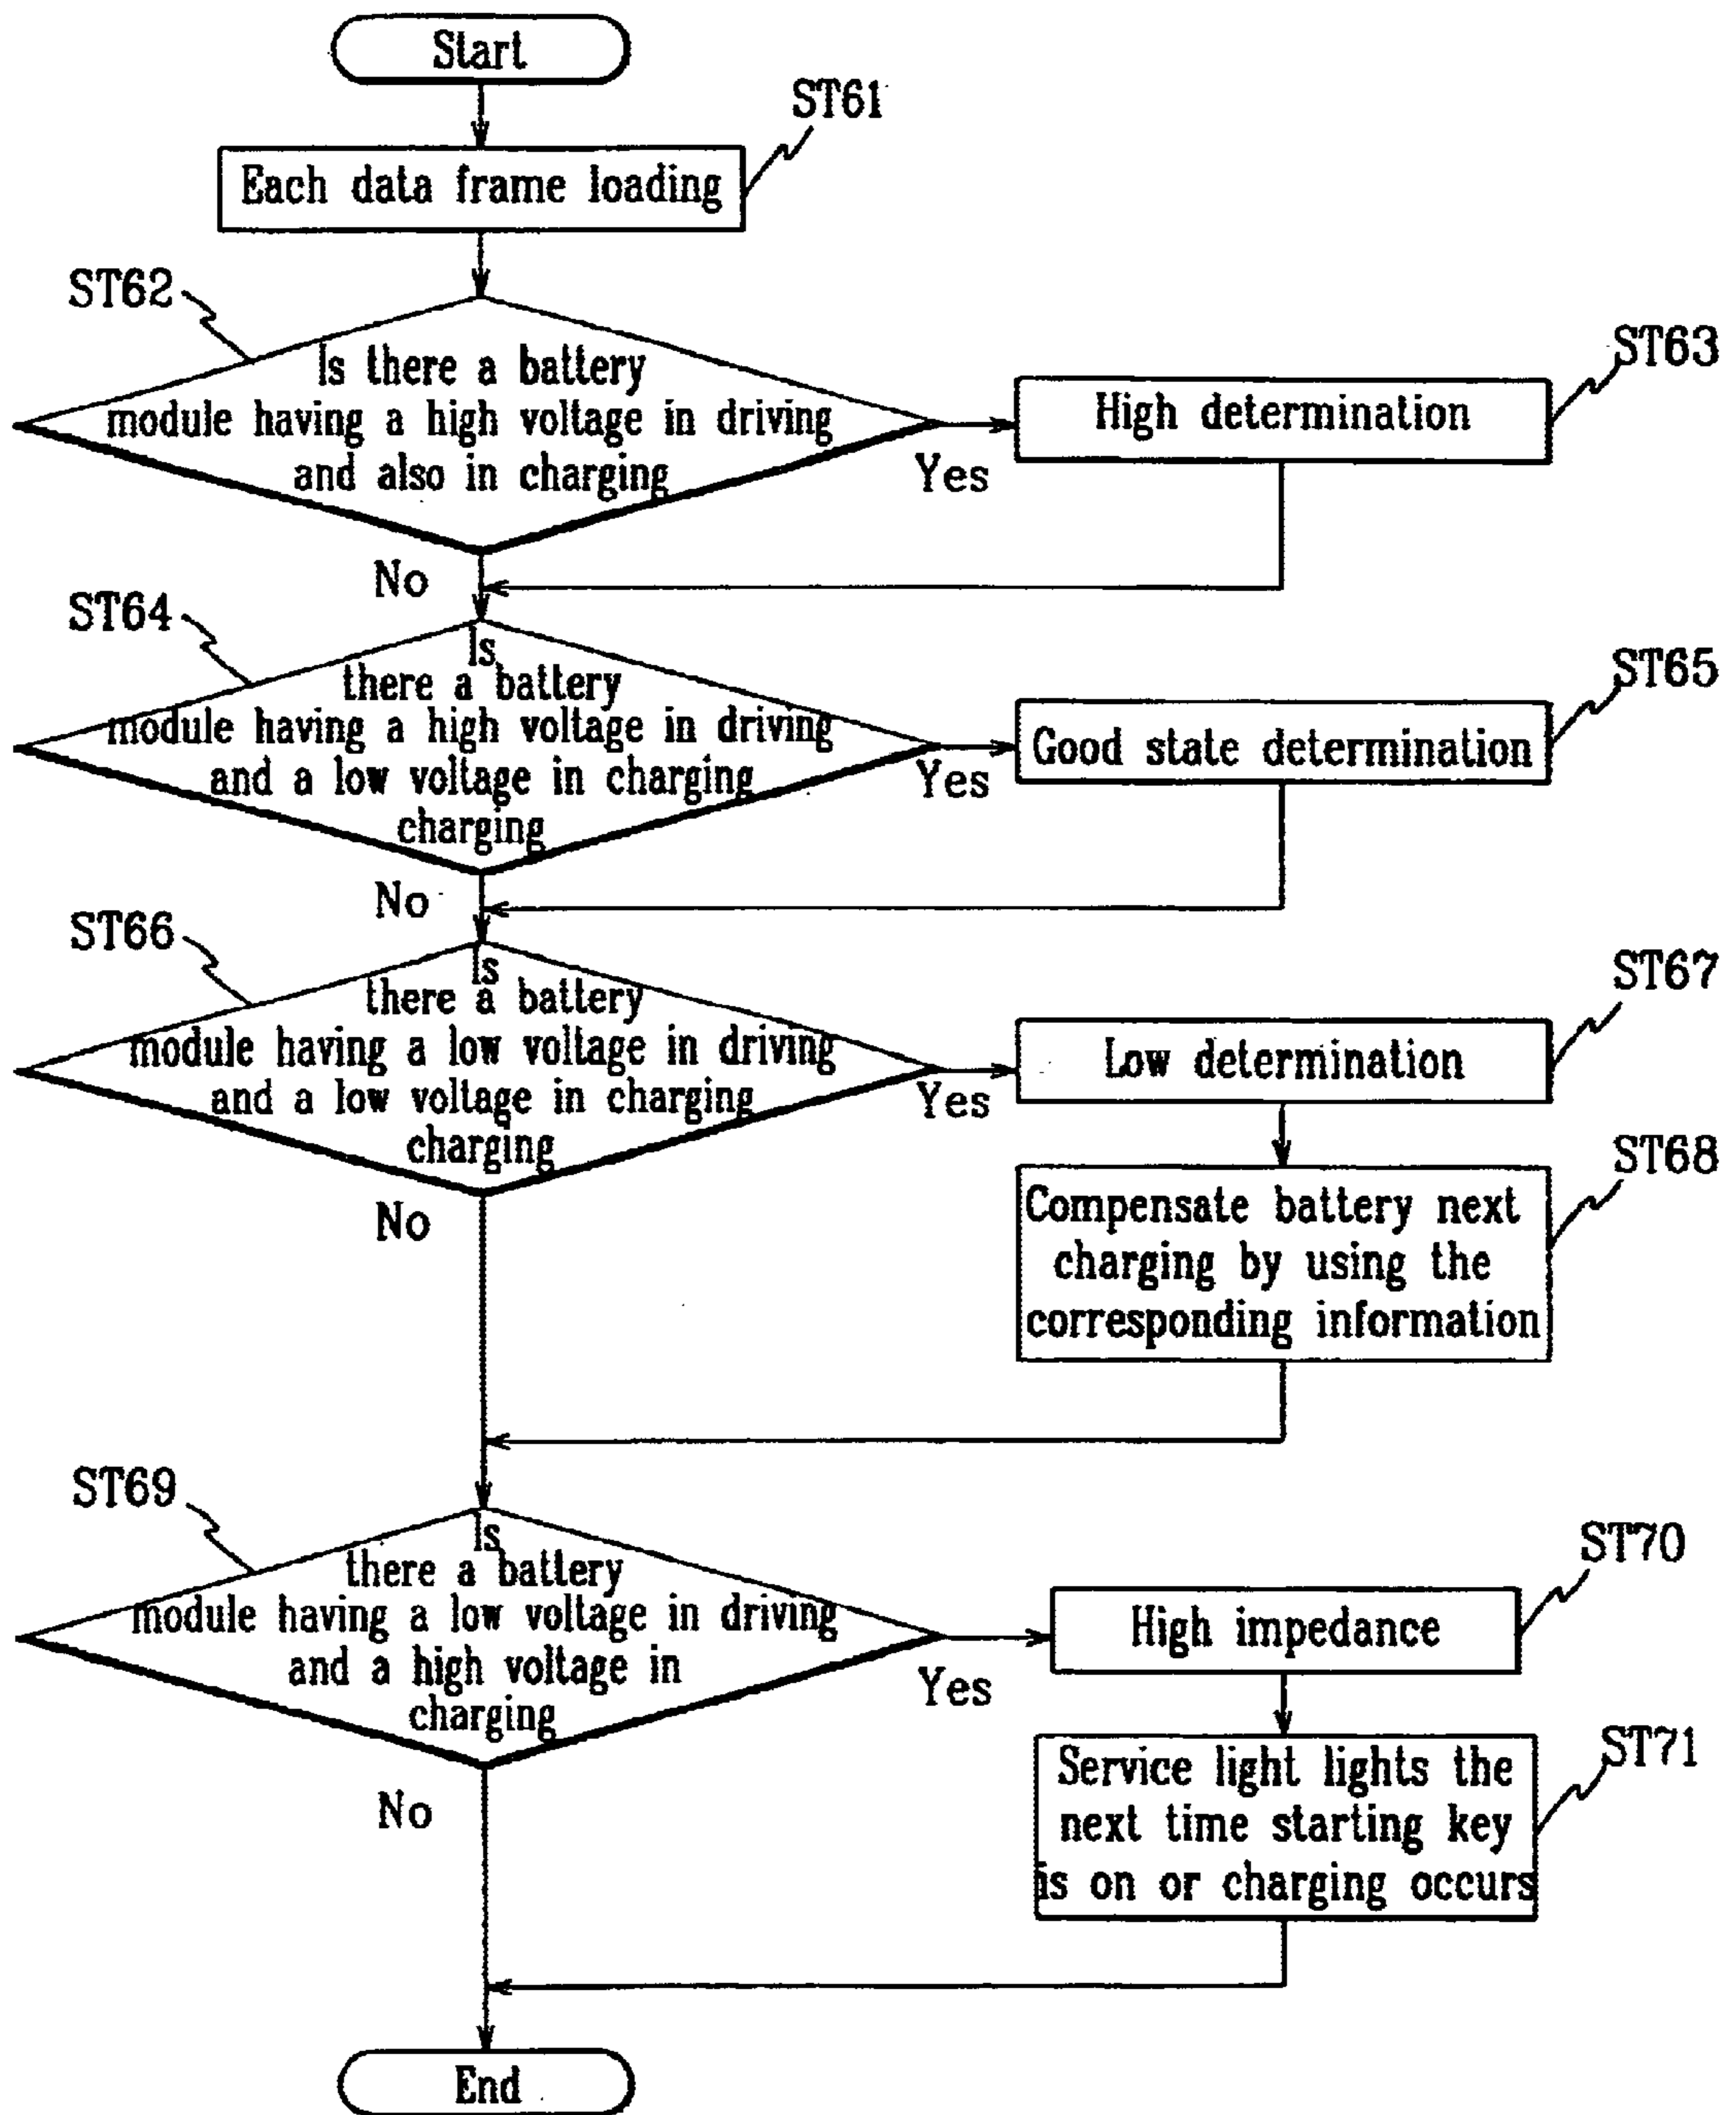 Start
ST61
Each data frame loading
ST62
Is there a battery
module having a high voltage in driving
and also in charging
Yes
ST63
High determination
No
ST64
Is
there a battery
module having a high voltage in driving
and a low voltage in charging
charging
Yes
ST65
Good state determination
No
ST66
Is
there a battery
module having a low voltage in driving
and a low voltage in charging
charging
Yes
ST67
Low determination
ST68
Compensate battery next
charging by using the
corresponding information
No
ST69
Is
there a battery
module having a low voltage in driving
and a high voltage in
charging
Yes
ST70
High impedance
ST71
Service light lights the
next time starting key
is on or charging occurs
No
End